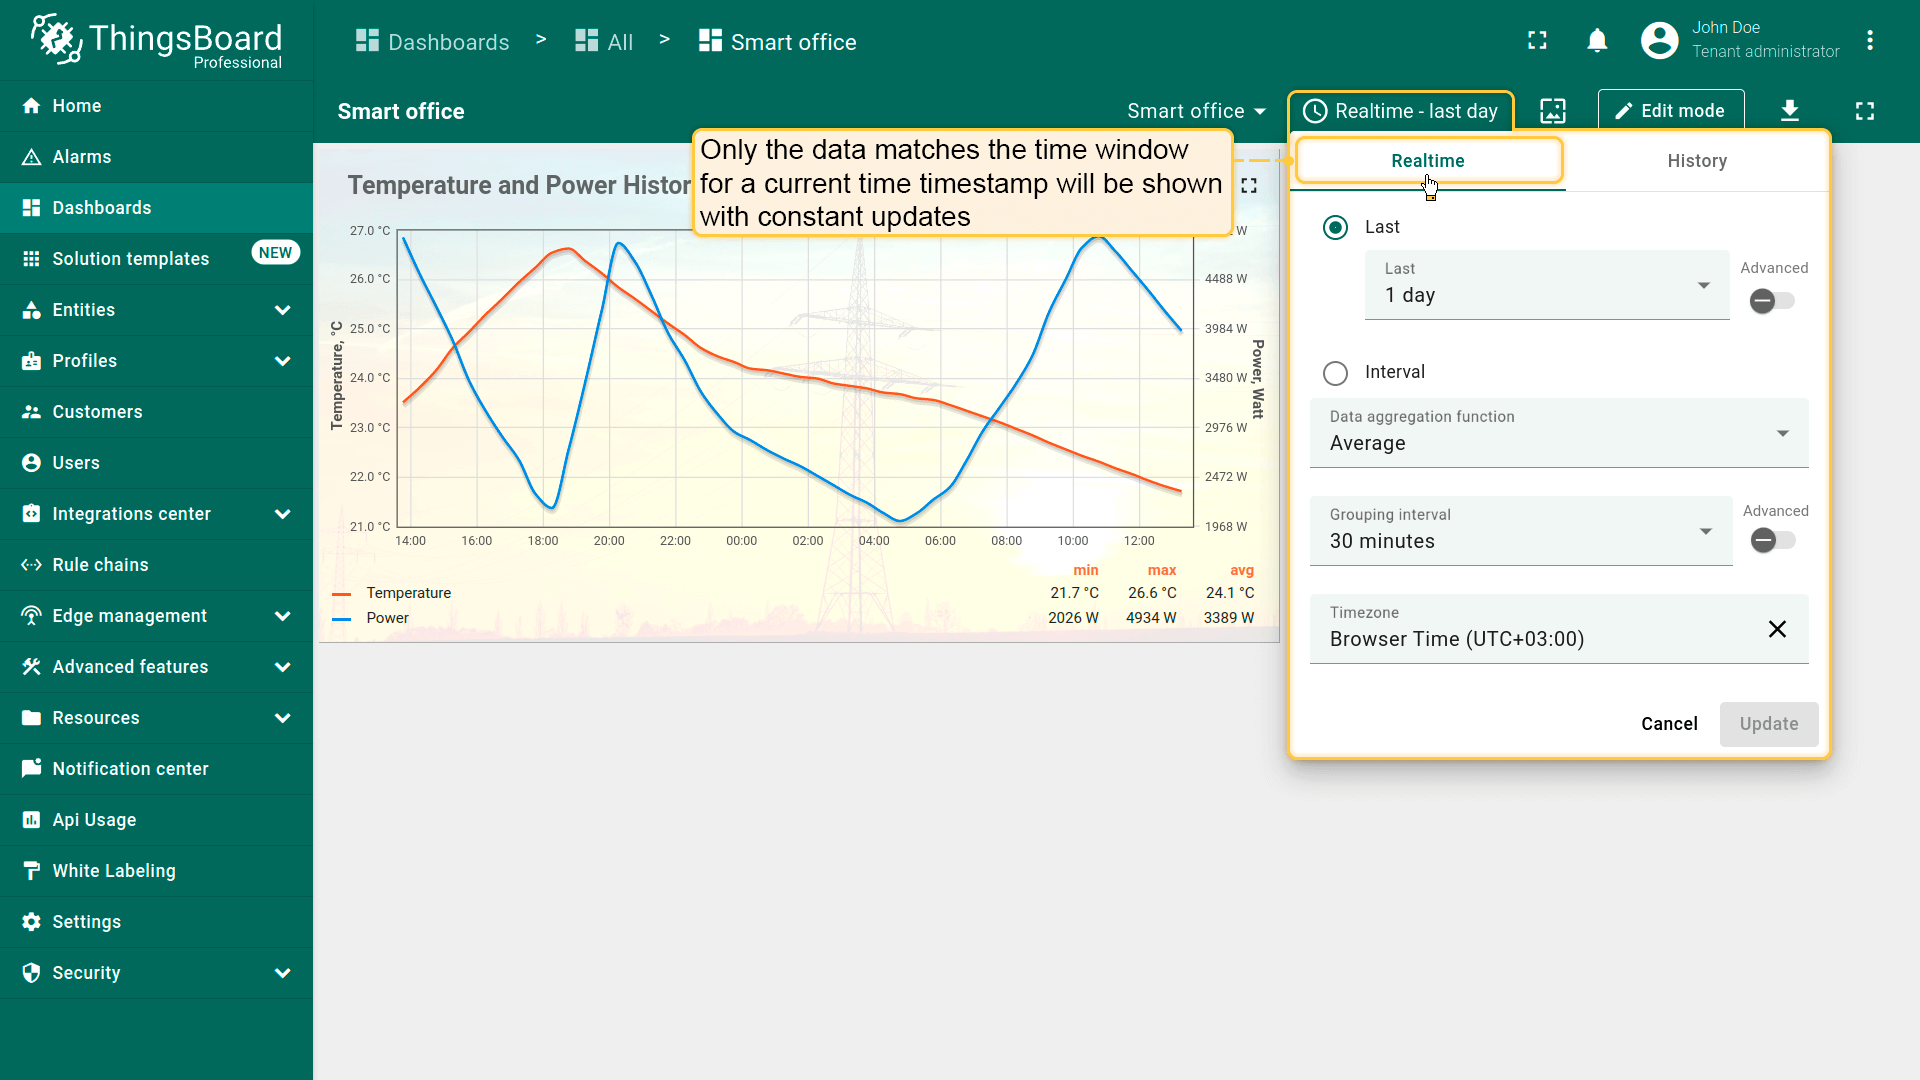 ThingsBoard
Professional
Dashboards > All > Smart office
John Doe
Tenant administrator
Home
Alarms
Dashboards
Solution templates NEW
Entities
Profiles
Customers
Users
Integrations center
Rule chains
Edge management
Advanced features
Resources
Notification center
Api Usage
White Labeling
Settings
Security
Smart office
Smart office
Realtime - last day
Edit mode
Only the data matches the time window
for a current time timestamp will be shown
with constant updates
Temperature and Power Histor
27.0 °C
26.0 °C
25.0 °C
24.0 °C
23.0 °C
22.0 °C
21.0 °C
Temperature, °C
W
4488 W
3984 W
3480 W
2976 W
2472 W
1968 W
Power, Watt
14:00 16:00 18:00 20:00 22:00 00:00 02:00 04:00 06:00 08:00 10:00 12:00
min max avg
Temperature 21.7 °C 26.6 °C 24.1 °C
Power 2026 W 4934 W 3389 W
Realtime History
Last
Last
1 day
Advanced
Interval
Data aggregation function
Average
Grouping interval
30 minutes
Advanced
Timezone
Browser Time (UTC+03:00)
Cancel Update